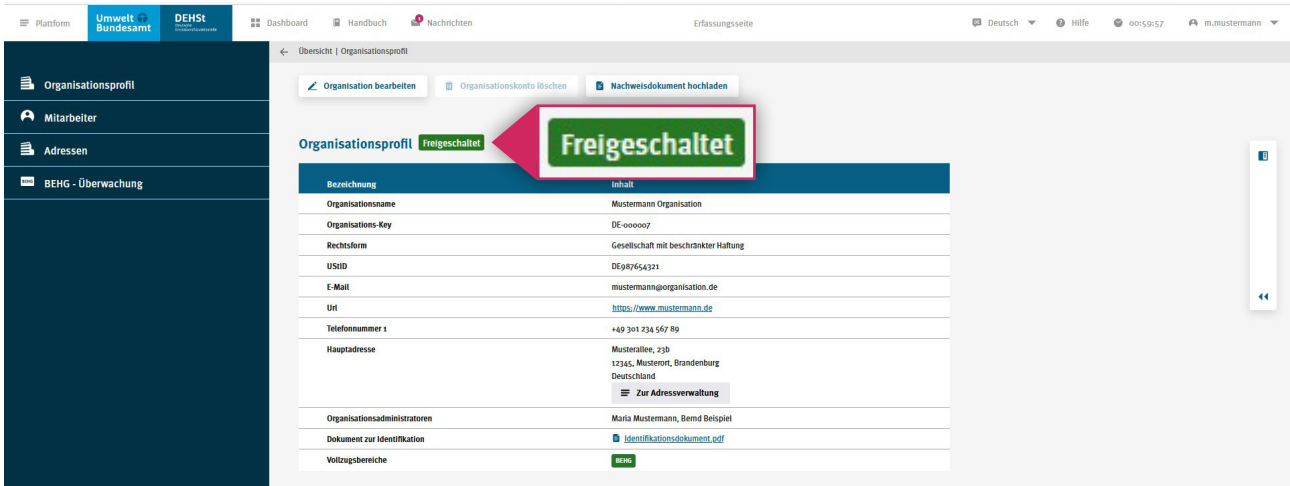 Plattform
Umwelt
Bundesamt
DEHSt
Deutsche
Emissionshandelsstelle
Dashboard
Handbuch
1
Nachrichten
Erfassungsseite
Deutsch
Hilfe
00:59:57
m.mustermann
Übersicht | Organisationsprofil
Organisationsprofil
Mitarbeiter
Adressen
BEHG
BEHG - Überwachung
Organisation bearbeiten
Organisationskonto löschen
Nachweisdokument hochladen
Organisationsprofil Freigeschaltet
Freigeschaltet
Bezeichnung Inhalt
Organisationsname Mustermann Organisation
Organisations-Key DE-000007
Rechtsform Gesellschaft mit beschränkter Haftung
UStID DE987654321
E-Mail mustermann@organisation.de
Url https://www.mustermann.de
Telefonnummer 1 +49 301 234 567 89
Hauptadresse Musterallee, 23b
12345, Musterort, Brandenburg
Deutschland
Zur Adressverwaltung
Organisationsadministratoren Maria Mustermann, Bernd Beispiel
Dokument zur Identifikation Identifikationsdokument.pdf
Vollzugsbereiche BEHG